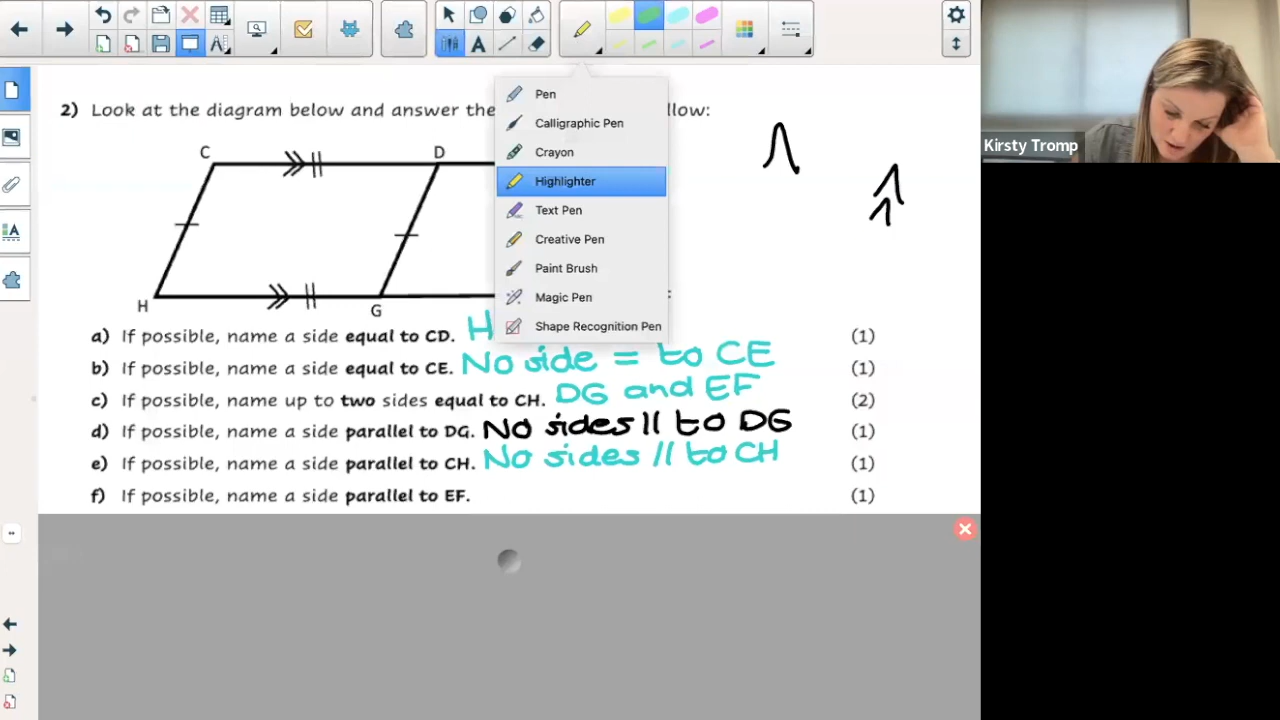 Kirsty Tromp
Pen
Calligraphic Pen
Crayon
Highlighter
Text Pen
Creative Pen
Paint Brush
Magic Pen
Shape Recognition Pen
2) Look at the diagram below and answer the llow:
C D
H G
a) If possible, name a side equal to CD. H (1)
b) If possible, name a side equal to CE. No side = to CE (1)
c) If possible, name up to two sides equal to CH. DG and EF (2)
d) If possible, name a side parallel to DG. No sides // to DG (1)
e) If possible, name a side parallel to CH. No sides // to CH (1)
f) If possible, name a side parallel to EF. (1)